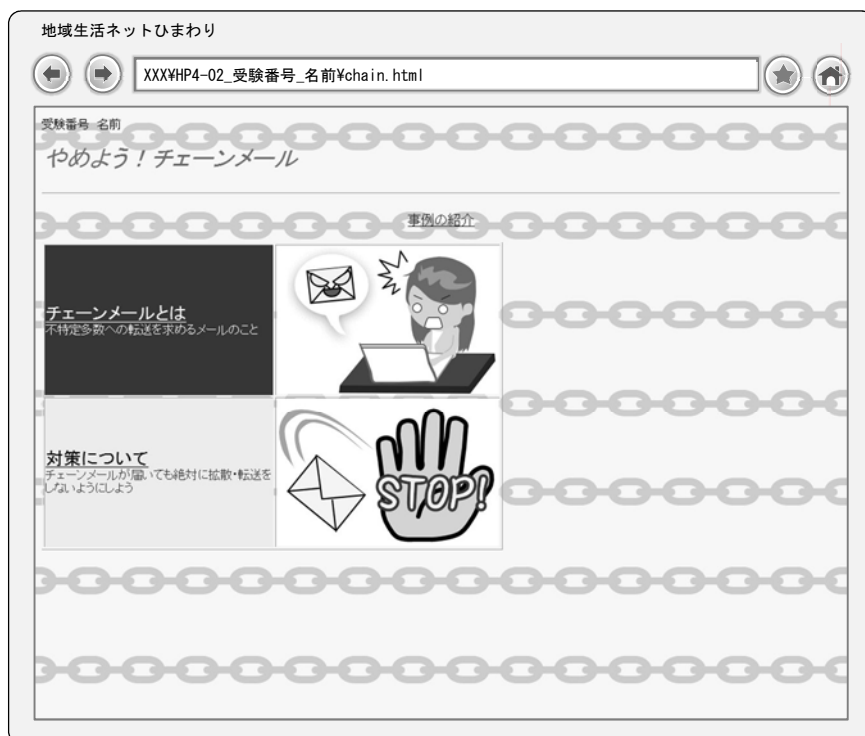 地域生活ネットひまわり
XXX¥HP4-02_受験番号_名前¥chain.html
受験番号 名前
やめよう！チェーンメール
事例の紹介
チェーンメールとは
不特定多数への転送を求めるメールのこと
対策について
チェーンメールが届いても絶対に拡散・転送を
しないようにしよう
STOP!